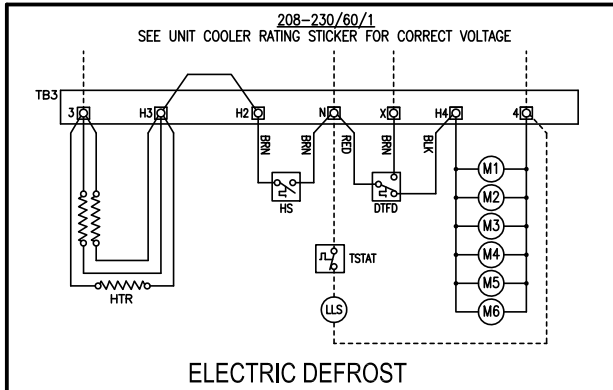 208-230/60/1
SEE UNIT COOLER RATING STICKER FOR CORRECT VOLTAGE
TB3
3 H3 H2 N X H4 4
BRN BRN RED BRN BLK
HS DTFD
M1
M2
M3
M4
M5
M6
TSTAT
LLS
HTR
ELECTRIC DEFROST